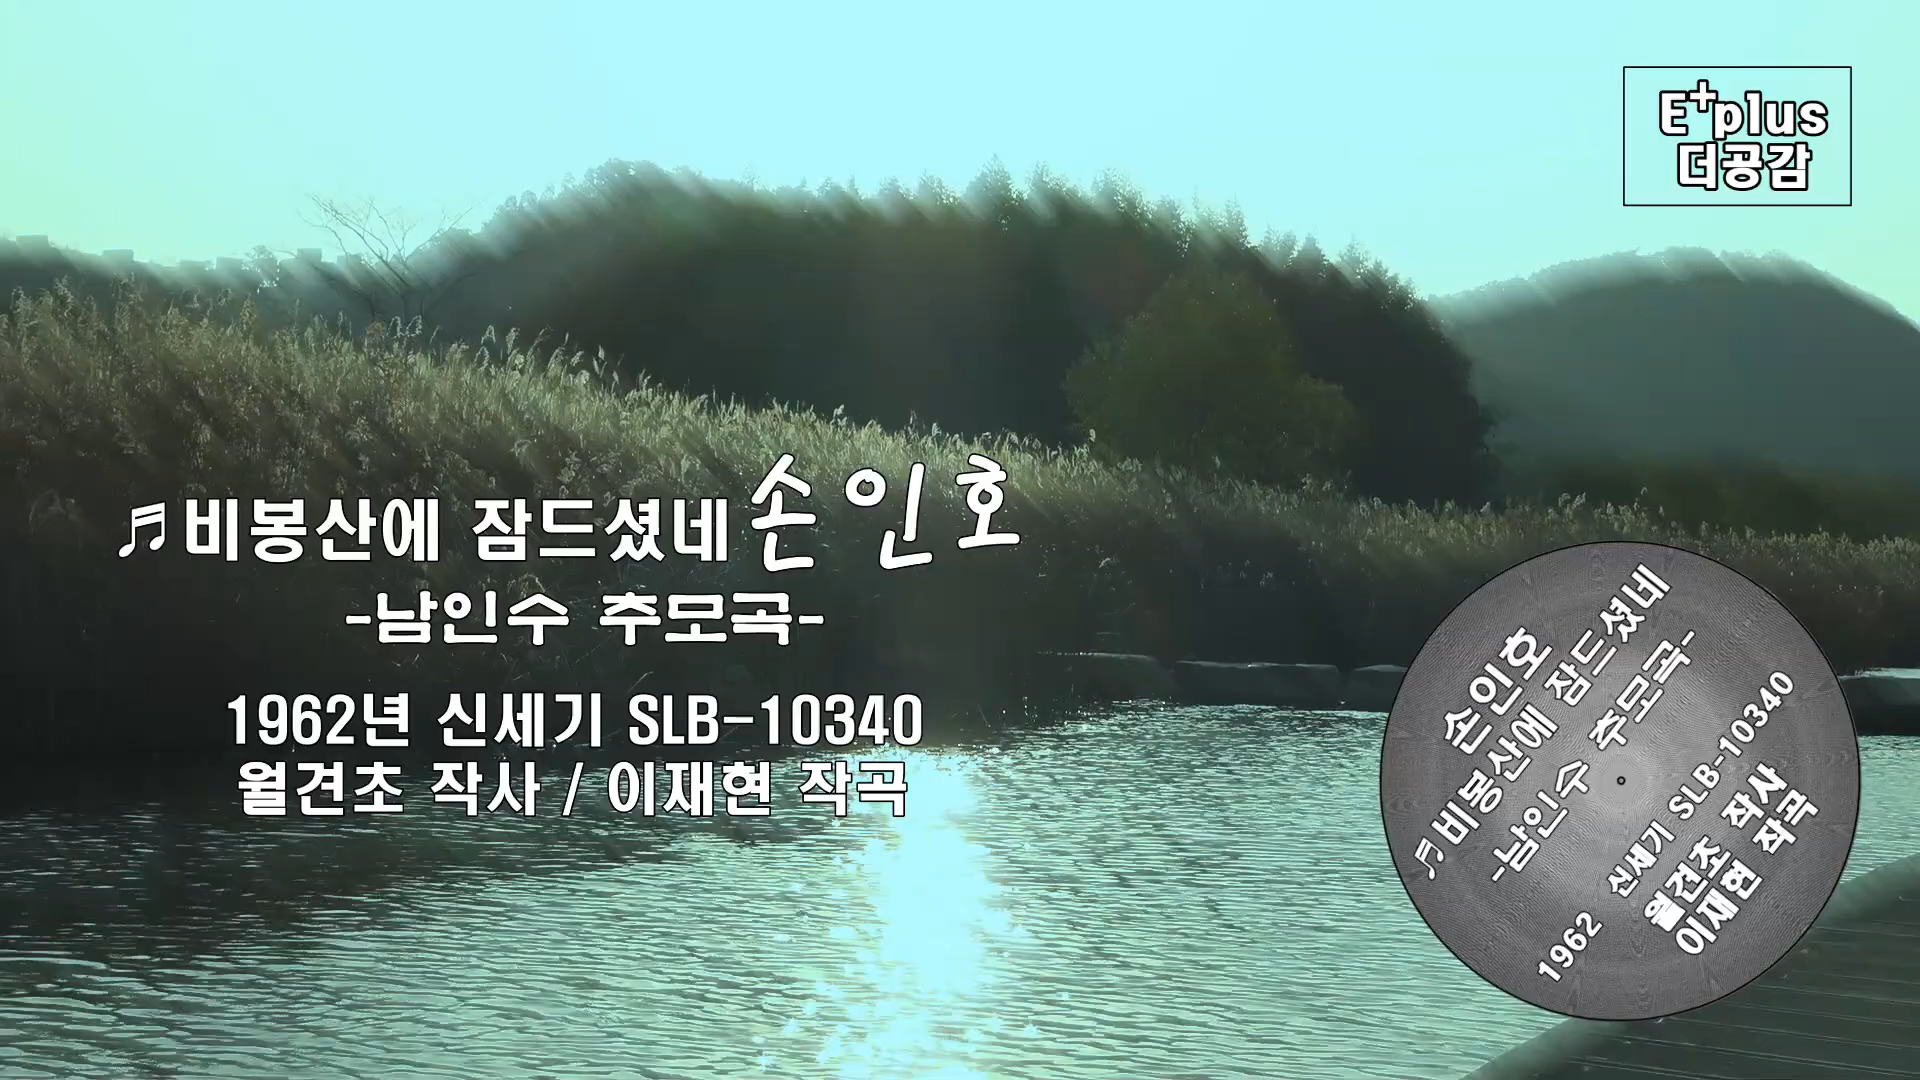 E+plus
더공감
♬비봉산에 잠드셨네 손인호
-남인수 추모곡-
1962년 신세기 SLB-10340
월견초 작사 / 이재현 작곡
손인호
♬비봉산에 잠드셨네
-남인수 추모곡-
1962 신세기 SLB-10340
월견초 작사
이재현 작곡